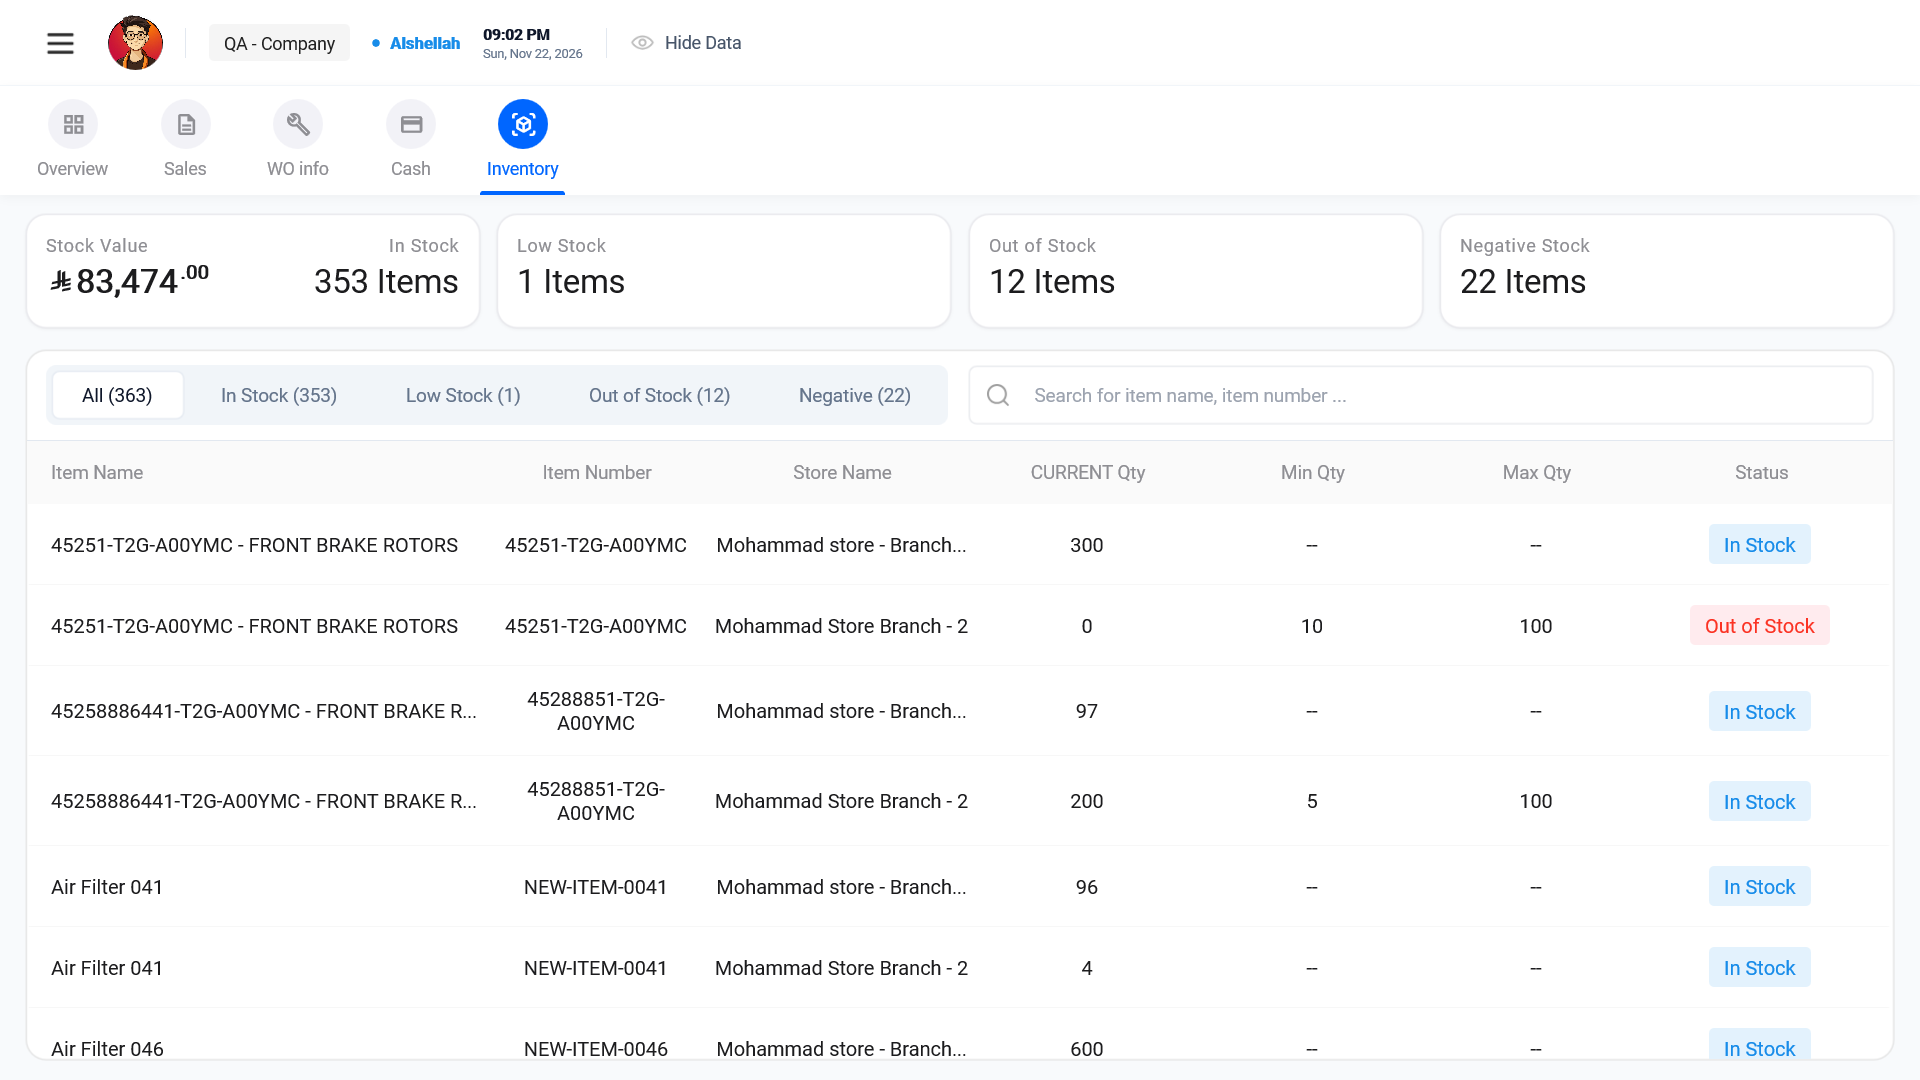 QA - Company
Alshellah
09:02 PM
Sun, Nov 22, 2026
Hide Data
Overview
Sales
WO info
Cash
Inventory
Stock Value
In Stock
83,474.00
353 Items
Low Stock
1 Items
Out of Stock
12 Items
Negative Stock
22 Items
All (363)
In Stock (353)
Low Stock (1)
Out of Stock (12)
Negative (22)
Search for item name, item number ...
Item Name Item Number Store Name CURRENT Qty Min Qty Max Qty Status
45251-T2G-A00YMC - FRONT BRAKE ROTORS 45251-T2G-A00YMC Mohammad store - Branch... 300 -- -- In Stock
45251-T2G-A00YMC - FRONT BRAKE ROTORS 45251-T2G-A00YMC Mohammad Store Branch - 2 0 10 100 Out of Stock
45258886441-T2G-A00YMC - FRONT BRAKE R... 45288851-T2G-
A00YMC Mohammad store - Branch... 97 -- -- In Stock
45258886441-T2G-A00YMC - FRONT BRAKE R... 45288851-T2G-
A00YMC Mohammad Store Branch - 2 200 5 100 In Stock
Air Filter 041 NEW-ITEM-0041 Mohammad store - Branch... 96 -- -- In Stock
Air Filter 041 NEW-ITEM-0041 Mohammad Store Branch - 2 4 -- -- In Stock
Air Filter 046 NEW-ITEM-0046 Mohammad store - Branch... 600 -- -- In Stock